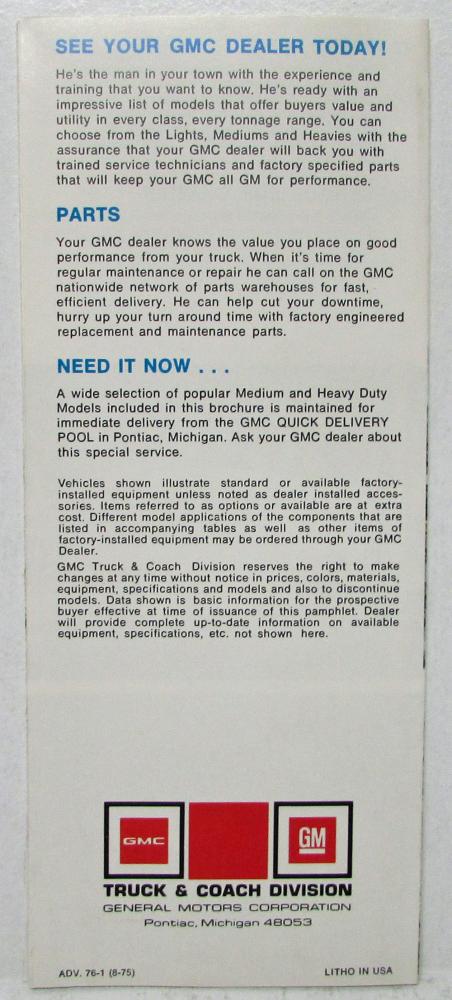 SEE YOUR GMC DEALER TODAY!
He's the man in your town with the experience and
training that you want to know. He's ready with an
impressive list of models that offer buyers value and
utility in every class, every tonnage range. You can
choose from the Lights, Mediums and Heavies with the
assurance that your GMC dealer will back you with
trained service technicians and factory specified parts
that will keep your GMC all GM for performance.
PARTS
Your GMC dealer knows the value you place on good
performance from your truck. When it's time for
regular maintenance or repair he can call on the GMC
nationwide network of parts warehouses for fast,
efficient delivery. He can help cut your downtime,
hurry up your turn around time with factory engineered
replacement and maintenance parts.
NEED IT NOW . . .
A wide selection of popular Medium and Heavy Duty
Models included in this brochure is maintained for
immediate delivery from the GMC QUICK DELIVERY
POOL in Pontiac, Michigan. Ask your GMC dealer about
this special service.
Vehicles shown illustrate standard or available factory-
installed equipment unless noted as dealer installed acces-
sories. Items referred to as options or available are at extra
cost. Different model applications of the components that are
listed in accompanying tables as well as other items of
factory-installed equipment may be ordered through your GMC
Dealer.
GMC Truck & Coach Division reserves the right to make
changes at any time without notice in prices, colors, materials,
equipment, specifications and models and also to discontinue
models. Data shown is basic information for the prospective
buyer effective at time of issuance of this pamphlet. Dealer
will provide complete up-to-date information on available
equipment, specifications, etc. not shown here.
GMC GM
TRUCK & COACH DIVISION
GENERAL MOTORS CORPORATION
Pontiac, Michigan 48053
ADV. 76-1 (8-75) LITHO IN USA